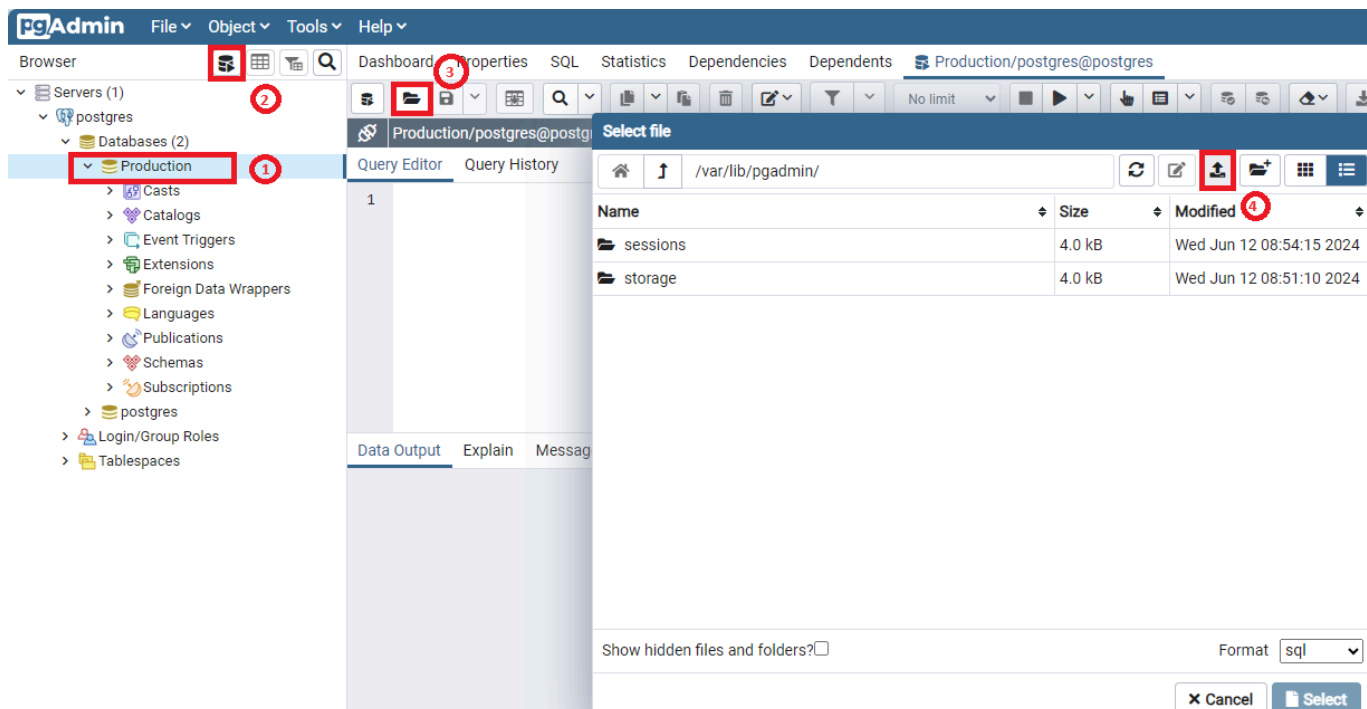 pgAdmin File Object Tools Help
Browser
Dashboard Properties SQL Statistics Dependencies Dependents Production/postgres@postgres
3
2
Servers (1)
postgres
Databases (2)
Production
1
Casts
Catalogs
Event Triggers
Extensions
Foreign Data Wrappers
Languages
Publications
Schemas
Subscriptions
postgres
Login/Group Roles
Tablespaces
No limit
Production/postgres@postg
Query Editor Query History
1
Data Output Explain Messag
Select file
/var/lib/pgadmin/
4
Name Size Modified
sessions 4.0 kB Wed Jun 12 08:54:15 2024
storage 4.0 kB Wed Jun 12 08:51:10 2024
Show hidden files and folders?
Format sql
Cancel Select